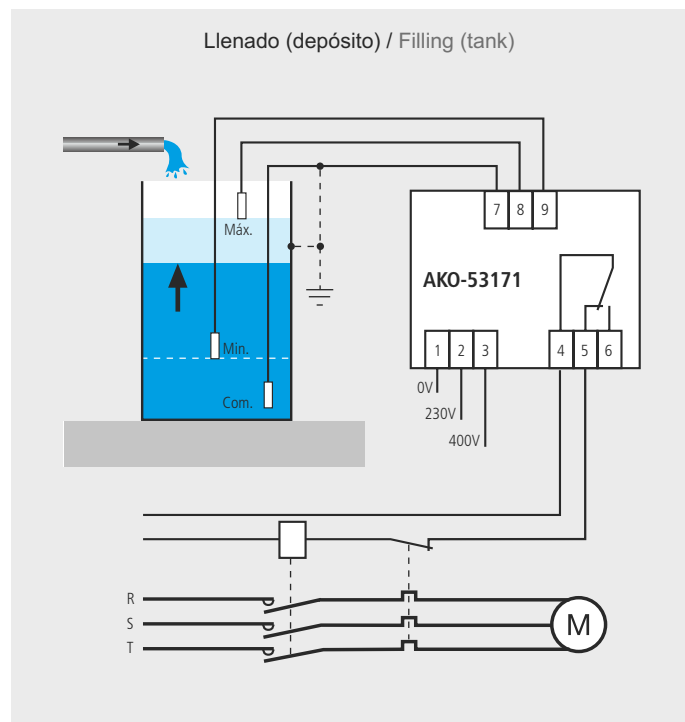 Llenado (depósito) / Filling (tank)
7 8 9
Máx.
AKO-53171
Min.
1 2 3 4 5 6
0V
Com.
230V
400V
R
S
M
T